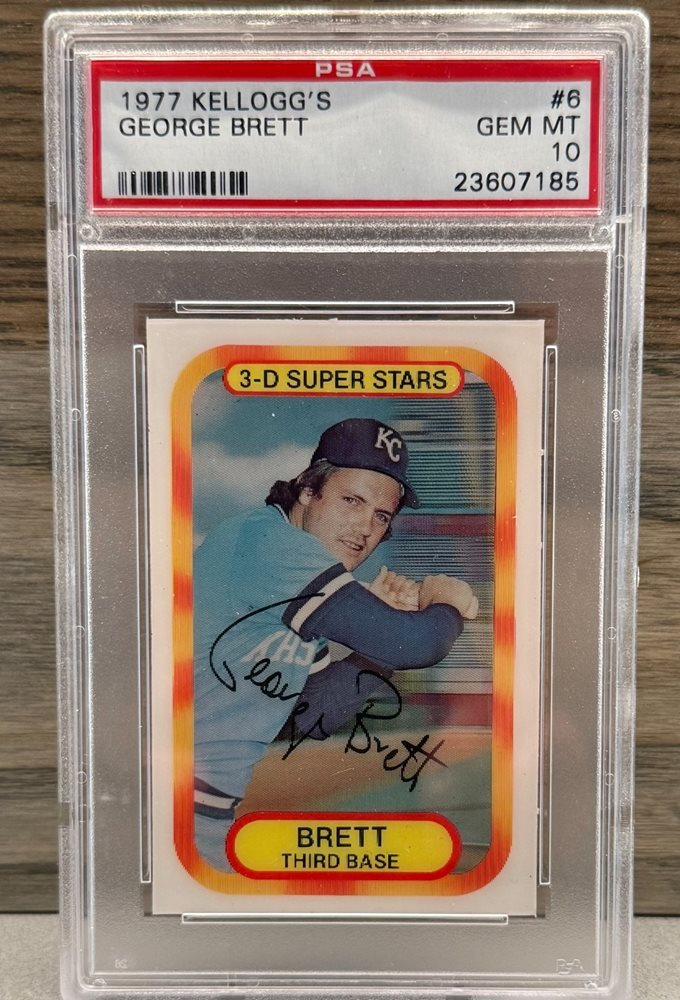 PSA
1977 KELLOGG'S #6
GEORGE BRETT GEM MT
10
23607185
3-D SUPER STARS
KC
George Brett
BRETT
THIRD BASE
PSA